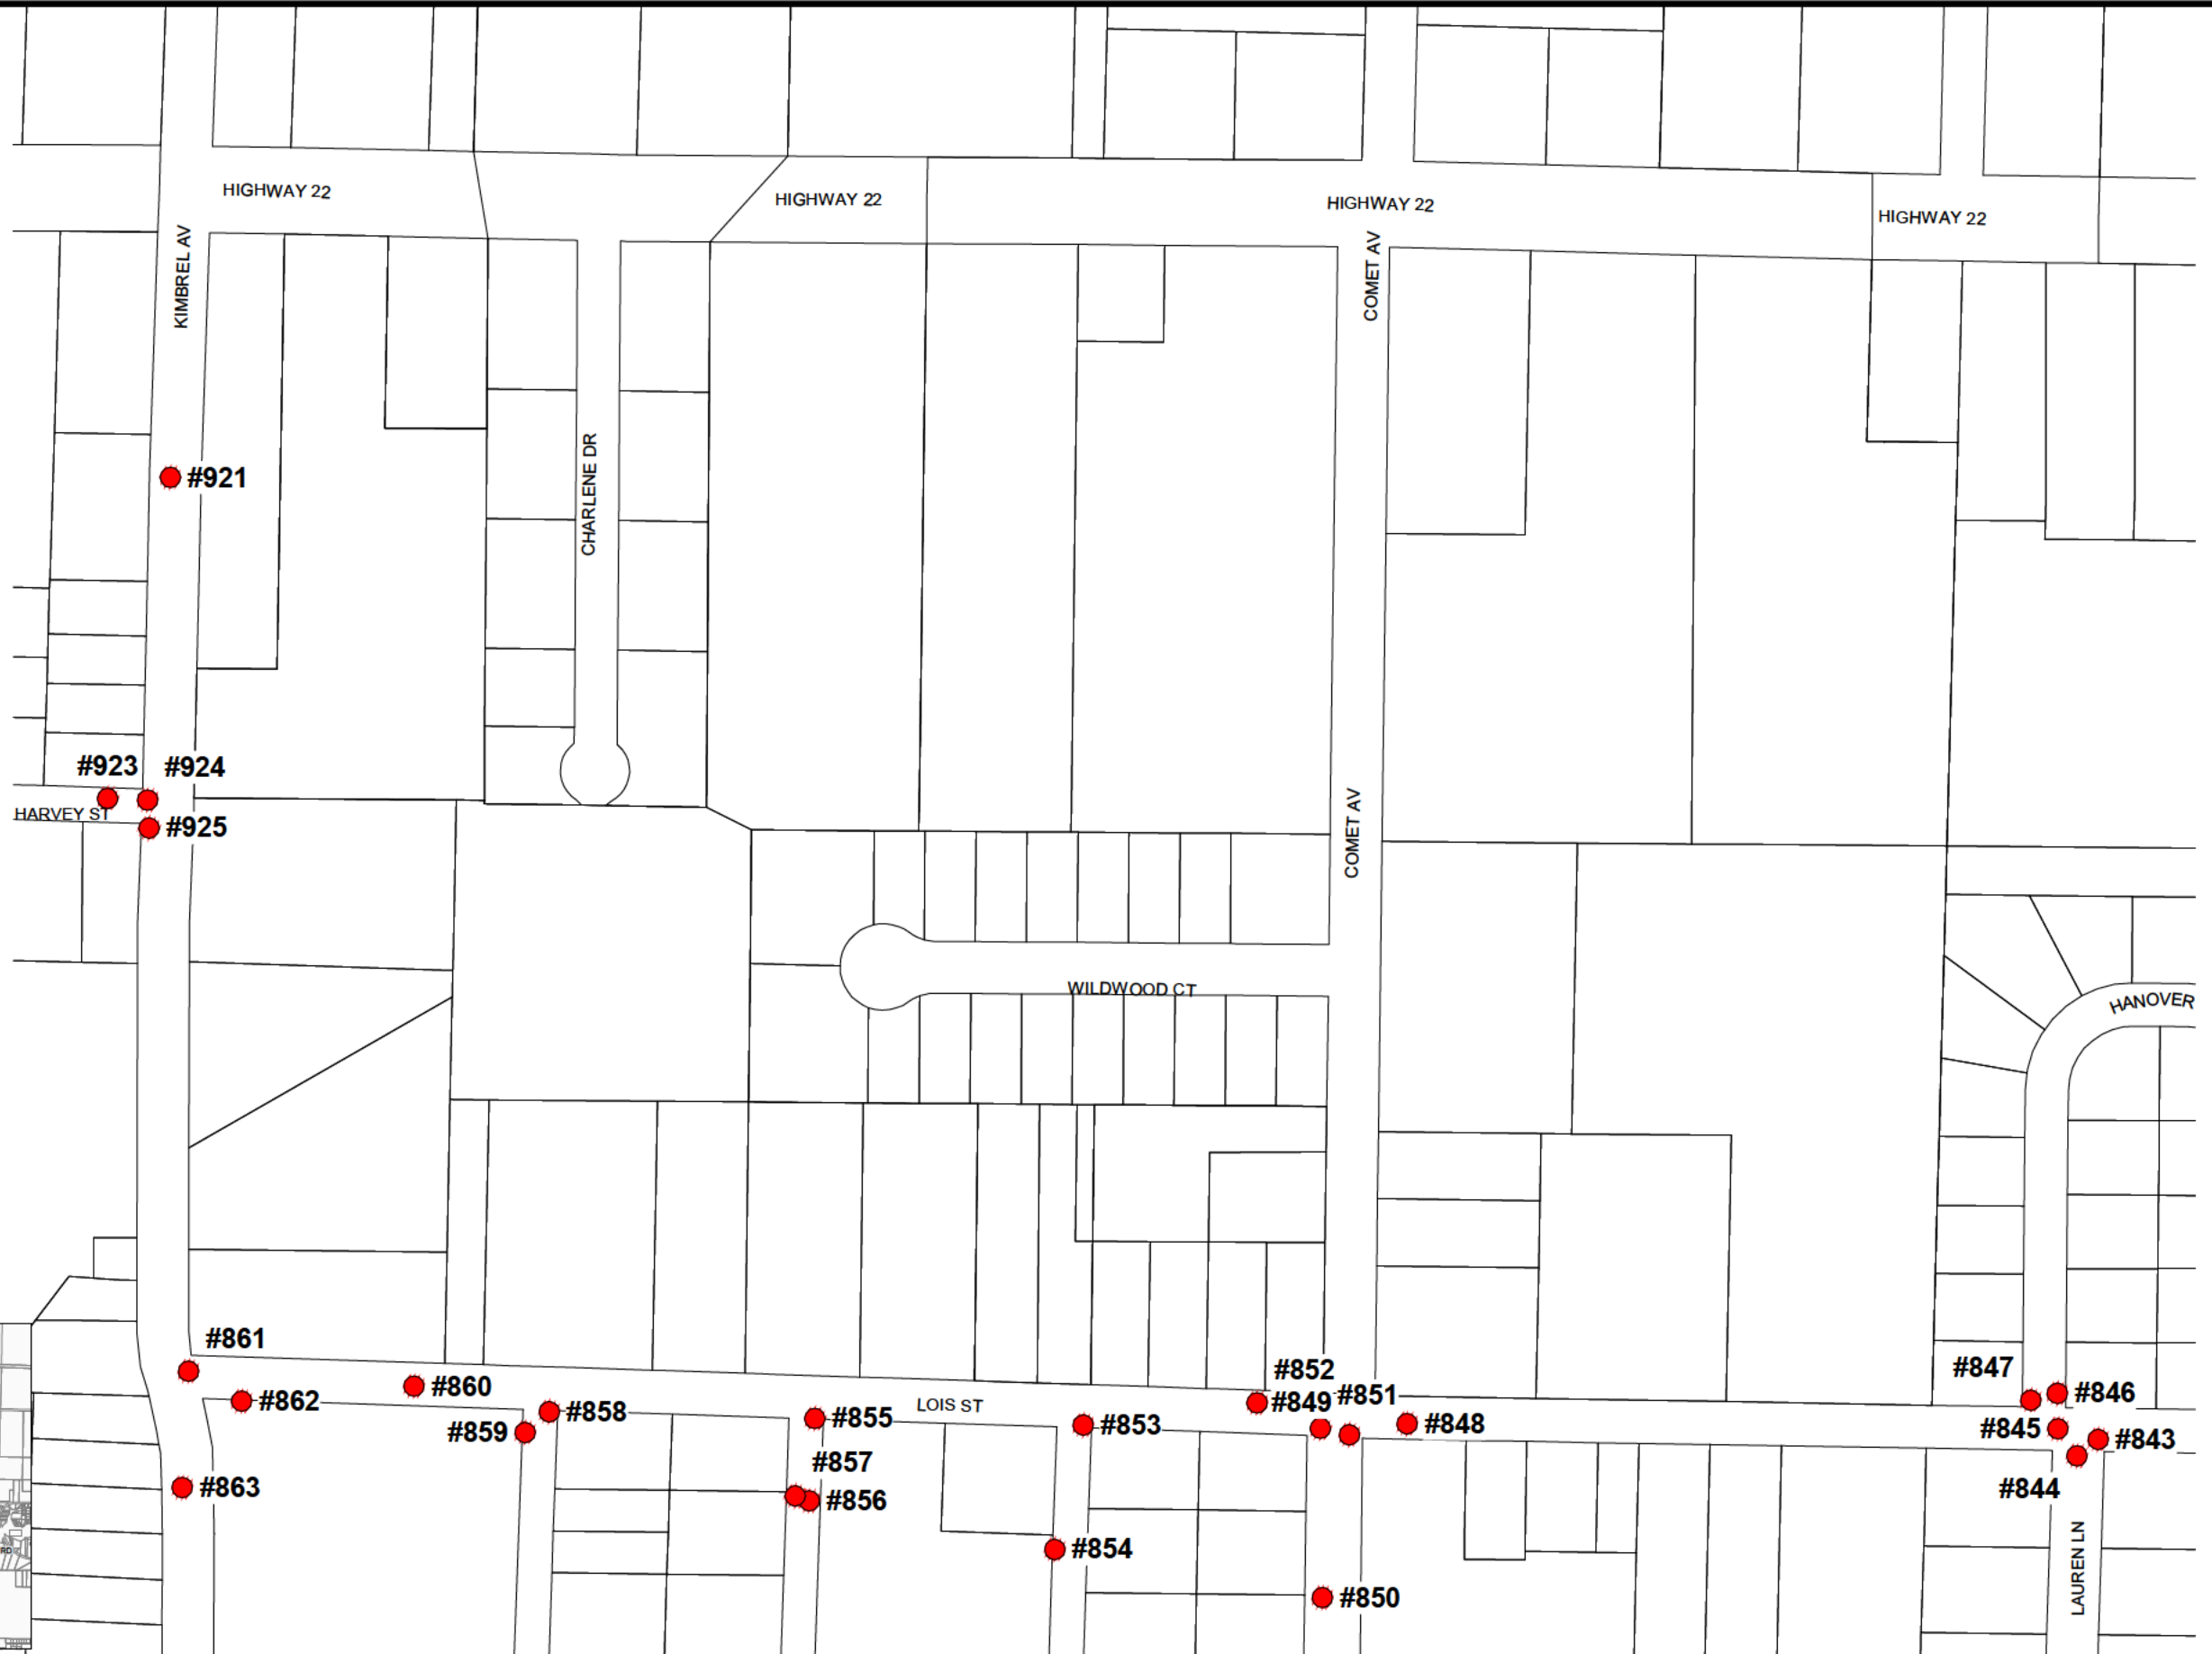 HIGHWAY 22
HIGHWAY 22
HIGHWAY 22
HIGHWAY 22
KIMBREL AV
COMET AV
CHARLENE DR
#921
#923
#924
HARVEY ST
#925
COMET AV
WILDWOOD CT
HANOVER
#861
#852
#847
#860
#862
#849
#851
#846
LOIS ST
#858
#859
#855
#853
#848
#845
#843
#857
#863
#856
#844
#854
RD
LAUREN LN
#850